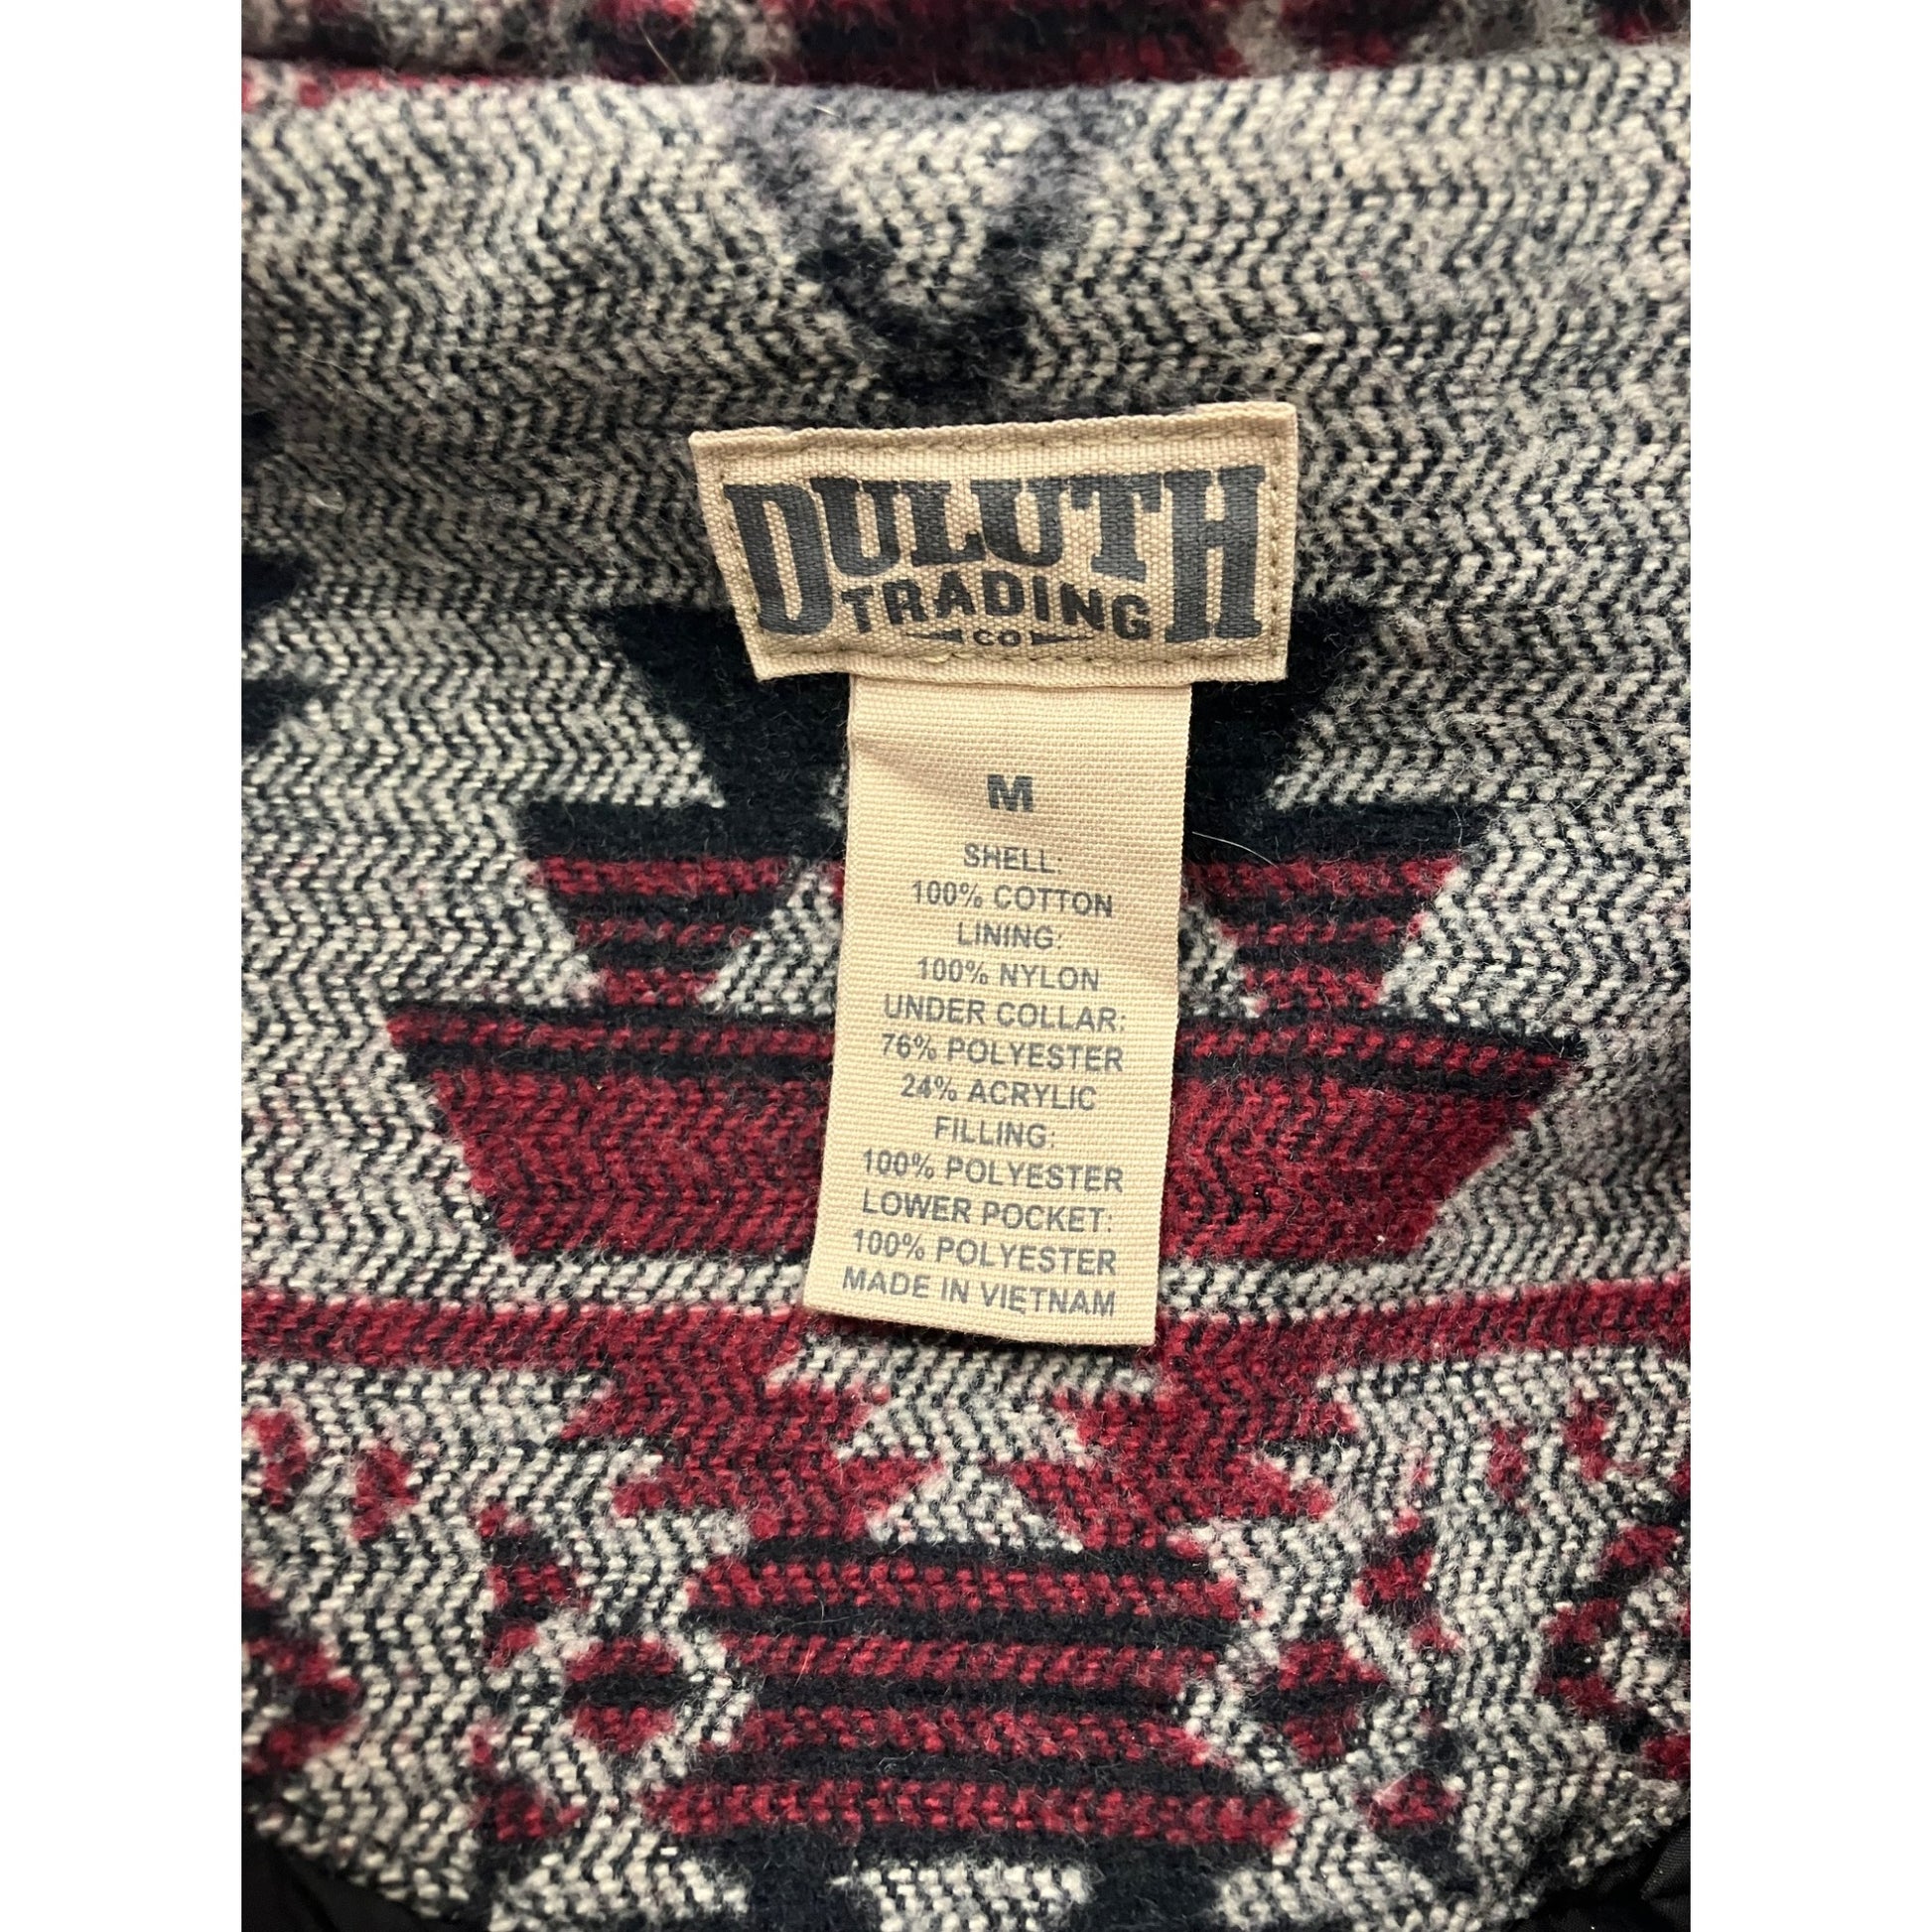 DULUTH
TRADING
CO
M
SHELL:
100% COTTON
LINING:
100% NYLON
UNDER COLLAR:
76% POLYESTER
24% ACRYLIC
FILLING:
100% POLYESTER
LOWER POCKET:
100% POLYESTER
MADE IN VIETNAM